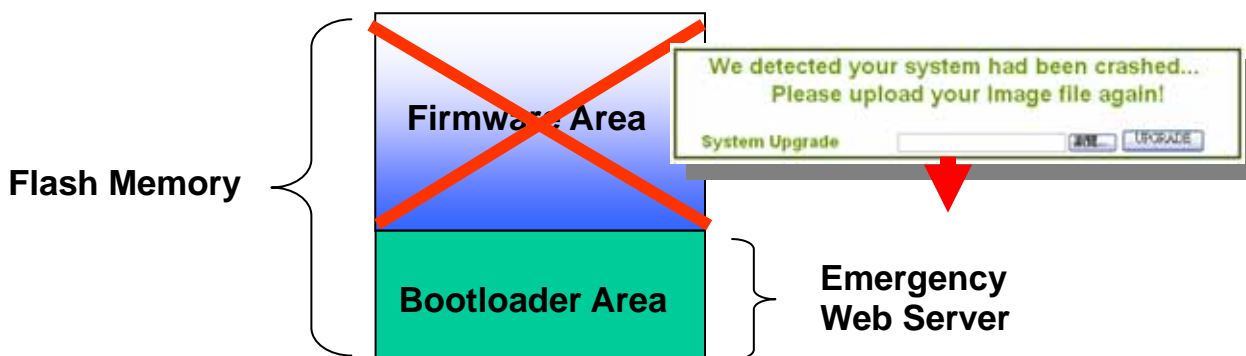 We detected your system had been crashed...
Please upload your Image file again!
System Upgrade
UPGRADE
Firmware Area
Flash Memory
Bootloader Area
Emergency
Web Server